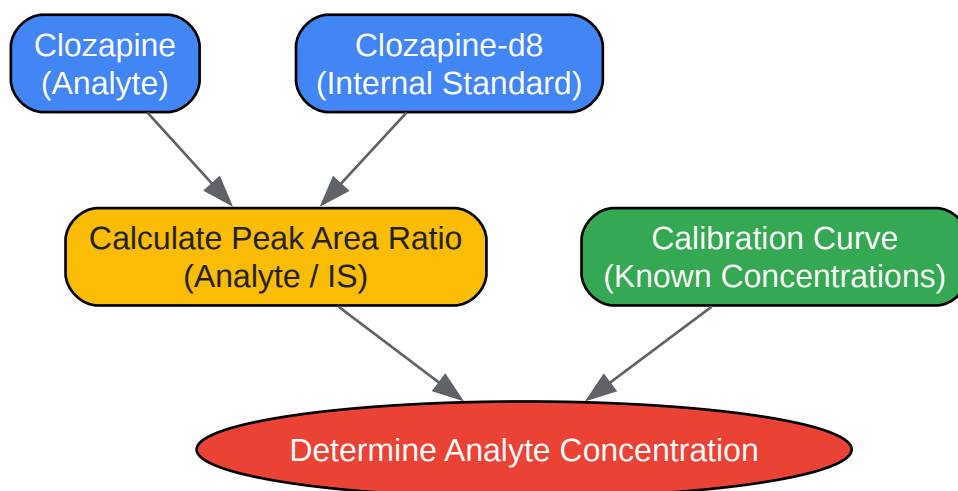 Clozapine
(Analyte)
Clozapine-d8
(Internal Standard)
Calculate Peak Area Ratio
(Analyte / IS)
Calibration Curve
(Known Concentrations)
Determine Analyte Concentration